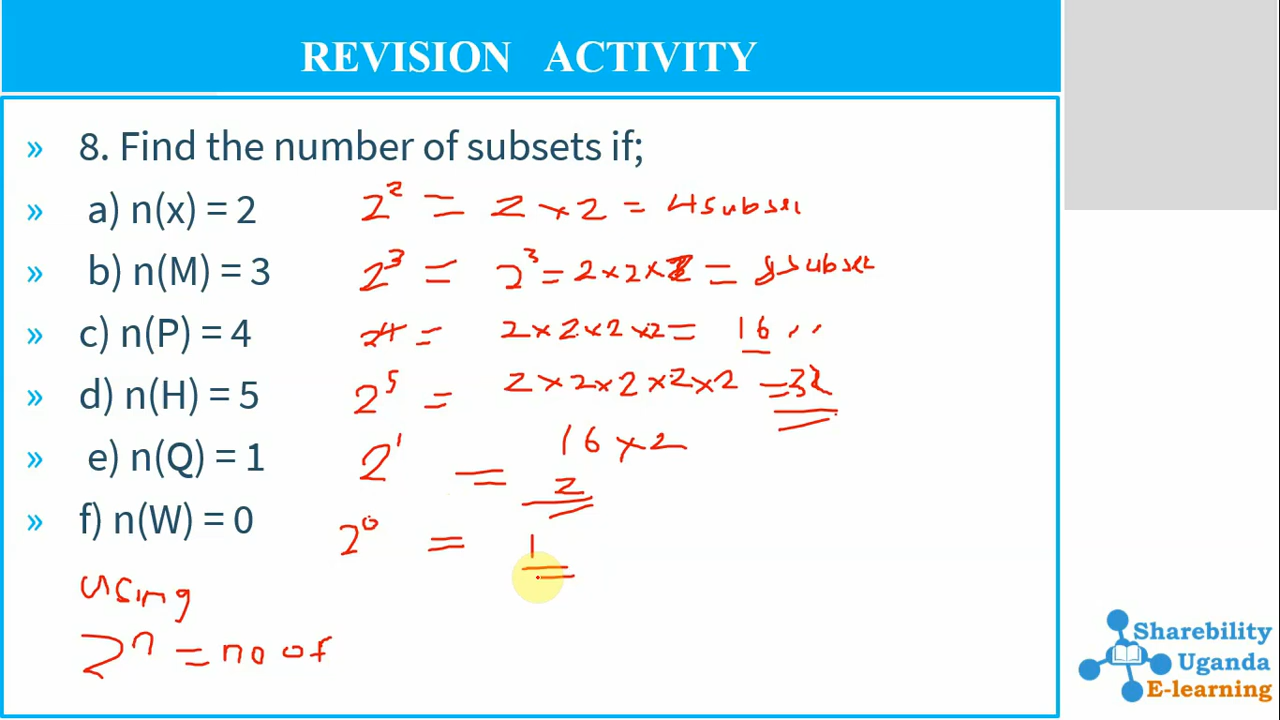 REVISION ACTIVITY
» 8. Find the number of subsets if;
» a) n(x) = 2 2² = 2 × 2 = 4 subsec
» b) n(M) = 3 2³ = 2³ = 2 × 2 × 2 = 8 subsec
» c) n(P) = 4 2⁴ = 2 × 2 × 2 × 2 = 16 ,,
» d) n(H) = 5 2⁵ = 2 × 2 × 2 × 2 × 2 = 32
16 × 2
» e) n(Q) = 1 2¹ = 2
» f) n(W) = 0 2⁰ = 1
using
2ⁿ = no of
Sharebility
Uganda
E-learning